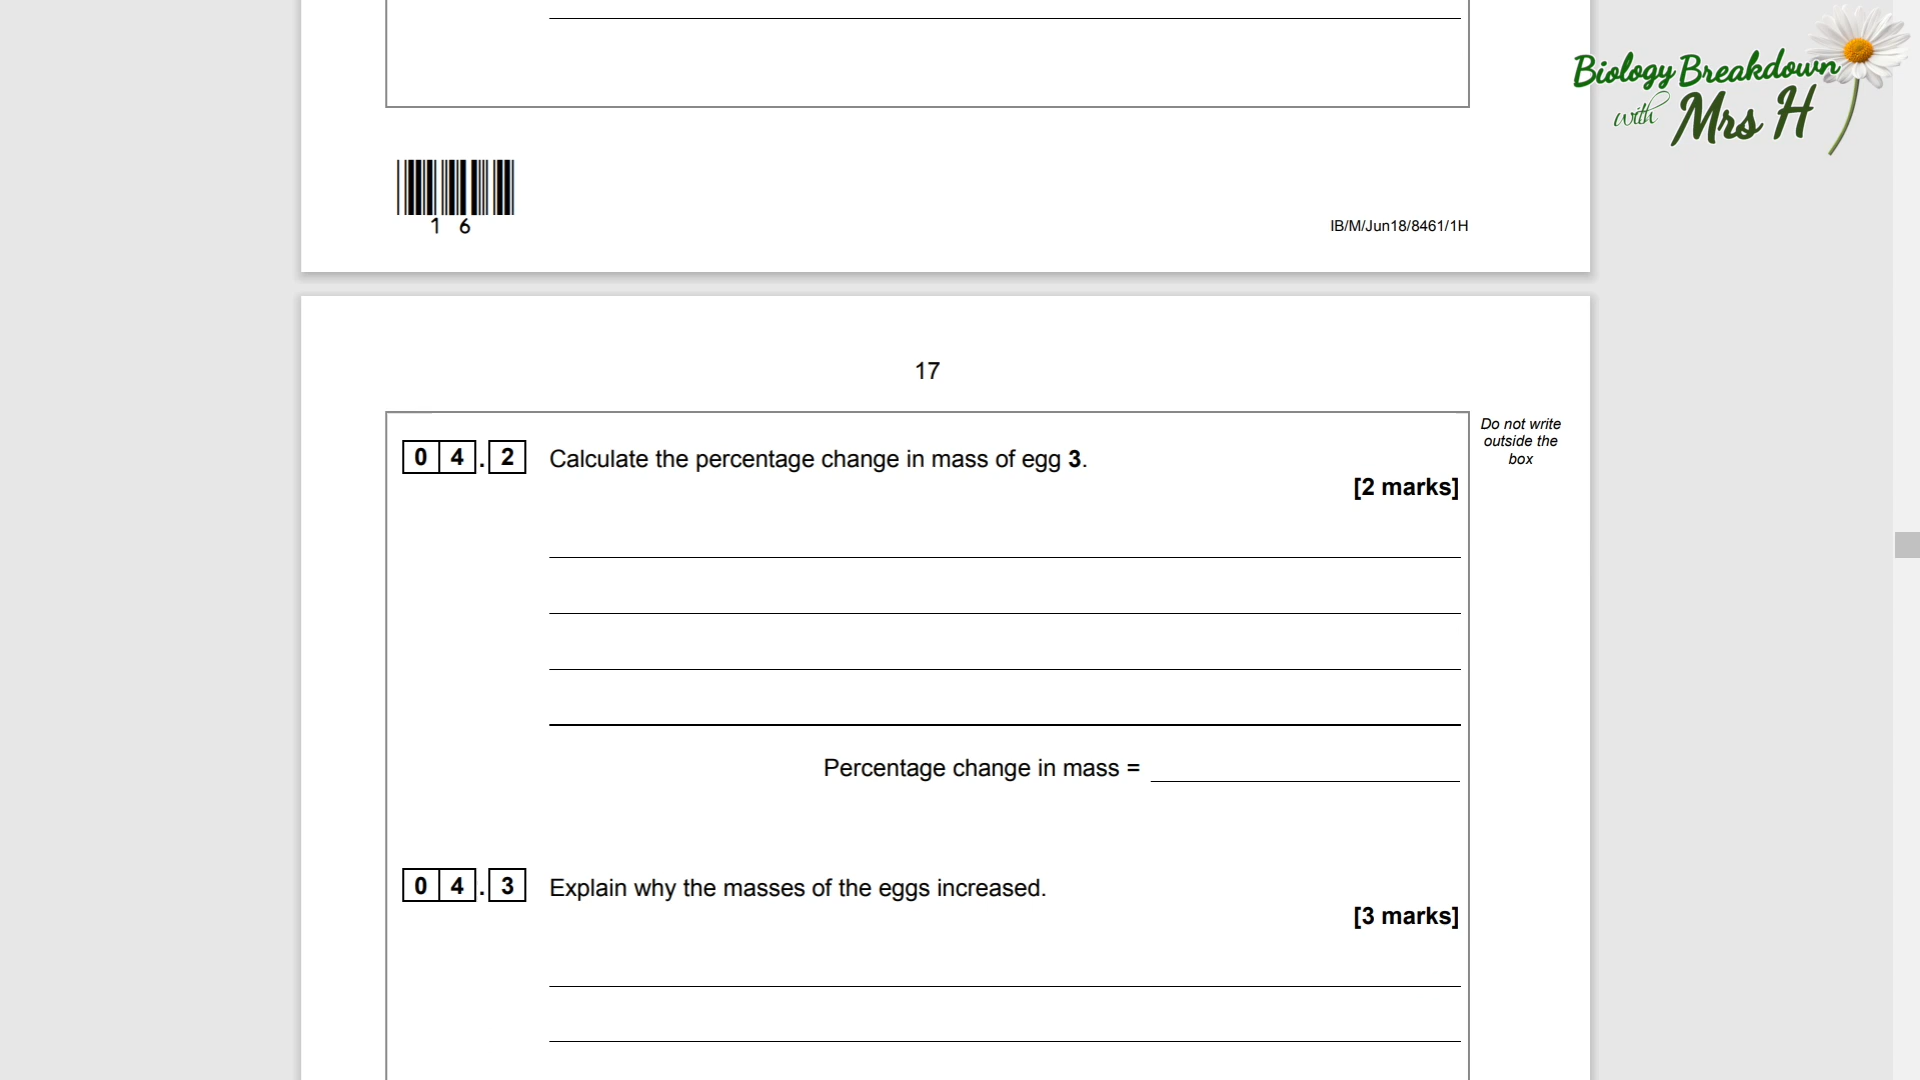 Biology Breakdown
with Mrs H
1 6
IB/M/Jun18/8461/1H
17
Do not write
outside the
box
0 4 . 2 Calculate the percentage change in mass of egg 3.
[2 marks]
Percentage change in mass =
0 4 . 3 Explain why the masses of the eggs increased.
[3 marks]